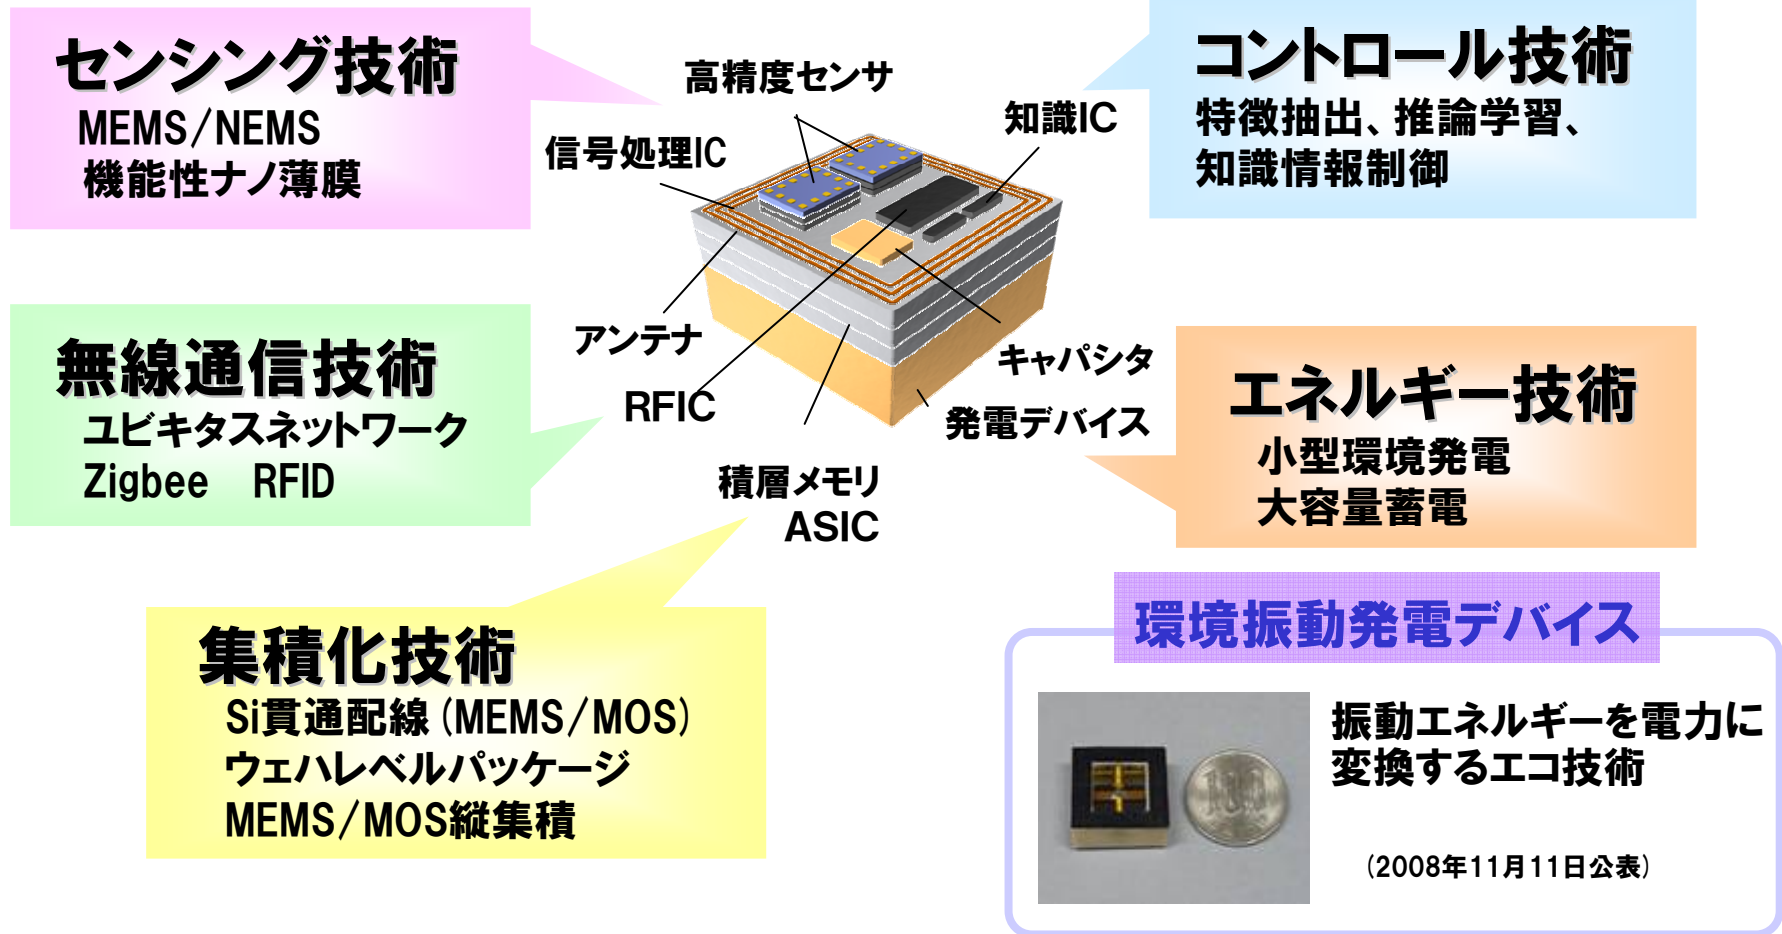 センシング技術
MEMS/NEMS
機能性ナノ薄膜
高精度センサ
信号処理IC
知識IC
コントロール技術
特徴抽出、推論学習、
知識情報制御
アンテナ
RFIC
キャパシタ
発電デバイス
積層メモリ
ASIC
無線通信技術
ユビキタスネットワーク
Zigbee RFID
エネルギー技術
小型環境発電
大容量蓄電
集積化技術
Si貫通配線(MEMS/MOS)
ウェハレベルパッケージ
MEMS/MOS縦集積
環境振動発電デバイス
100
振動エネルギーを電力に
変換するエコ技術
(2008年11月11日公表)